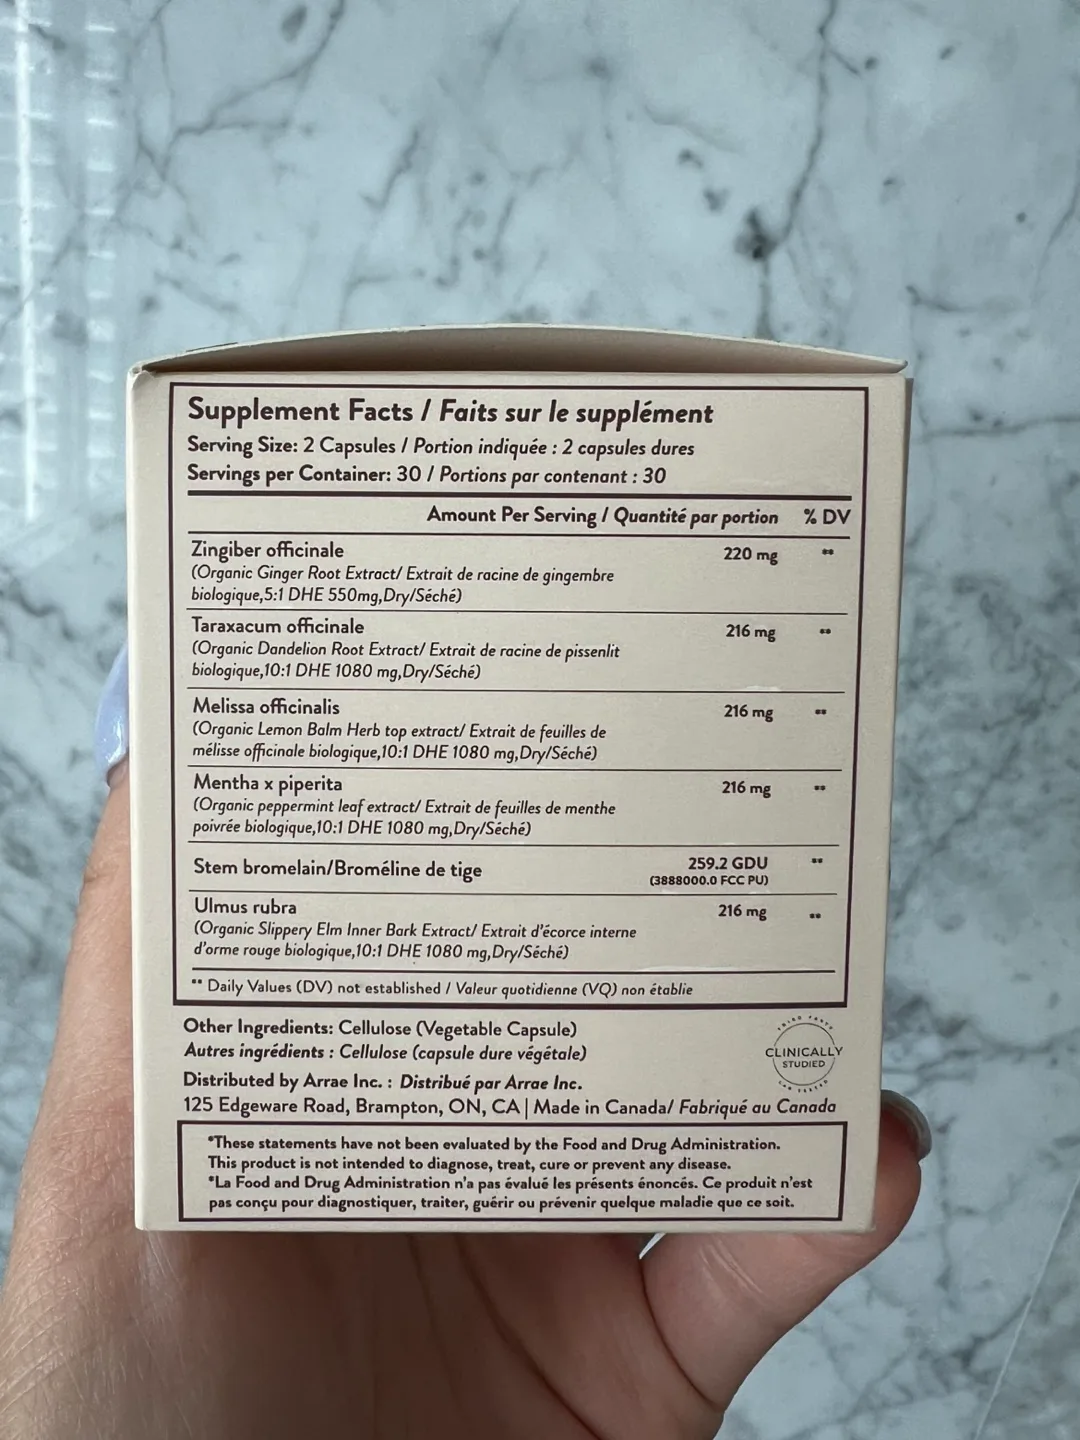 Supplement Facts / Faits sur le supplément
Serving Size: 2 Capsules / Portion indiquée : 2 capsules dures
Servings per Container: 30 / Portions par contenant : 30
Amount Per Serving / Quantité par portion % DV
Zingiber officinale 220 mg **
(Organic Ginger Root Extract/ Extrait de racine de gingembre
biologique,5:1 DHE 550mg,Dry/Séché)
Taraxacum officinale 216 mg **
(Organic Dandelion Root Extract/ Extrait de racine de pissenlit
biologique,10:1 DHE 1080 mg,Dry/Séché)
Melissa officinalis 216 mg **
(Organic Lemon Balm Herb top extract/ Extrait de feuilles de
mélisse officinale biologique,10:1 DHE 1080 mg,Dry/Séché)
Mentha x piperita 216 mg **
(Organic peppermint leaf extract/ Extrait de feuilles de menthe
poivrée biologique,10:1 DHE 1080 mg,Dry/Séché)
Stem bromelain/Broméline de tige 259.2 GDU **
(3888000.0 FCC PU)
Ulmus rubra 216 mg **
(Organic Slippery Elm Inner Bark Extract/ Extrait d'écorce interne
d'orme rouge biologique,10:1 DHE 1080 mg,Dry/Séché)
** Daily Values (DV) not established / Valeur quotidienne (VQ) non établie
Other Ingredients: Cellulose (Vegetable Capsule)
Autres ingrédients : Cellulose (capsule dure végétale)
THIRD PARTY
CLINICALLY
STUDIED
LAB TESTED
Distributed by Arrae Inc. : Distribué par Arrae Inc.
125 Edgeware Road, Brampton, ON, CA | Made in Canada/ Fabriqué au Canada
*These statements have not been evaluated by the Food and Drug Administration.
This product is not intended to diagnose, treat, cure or prevent any disease.
*La Food and Drug Administration n'a pas évalué les présents énoncés. Ce produit n'est
pas conçu pour diagnostiquer, traiter, guérir ou prévenir quelque maladie que ce soit.